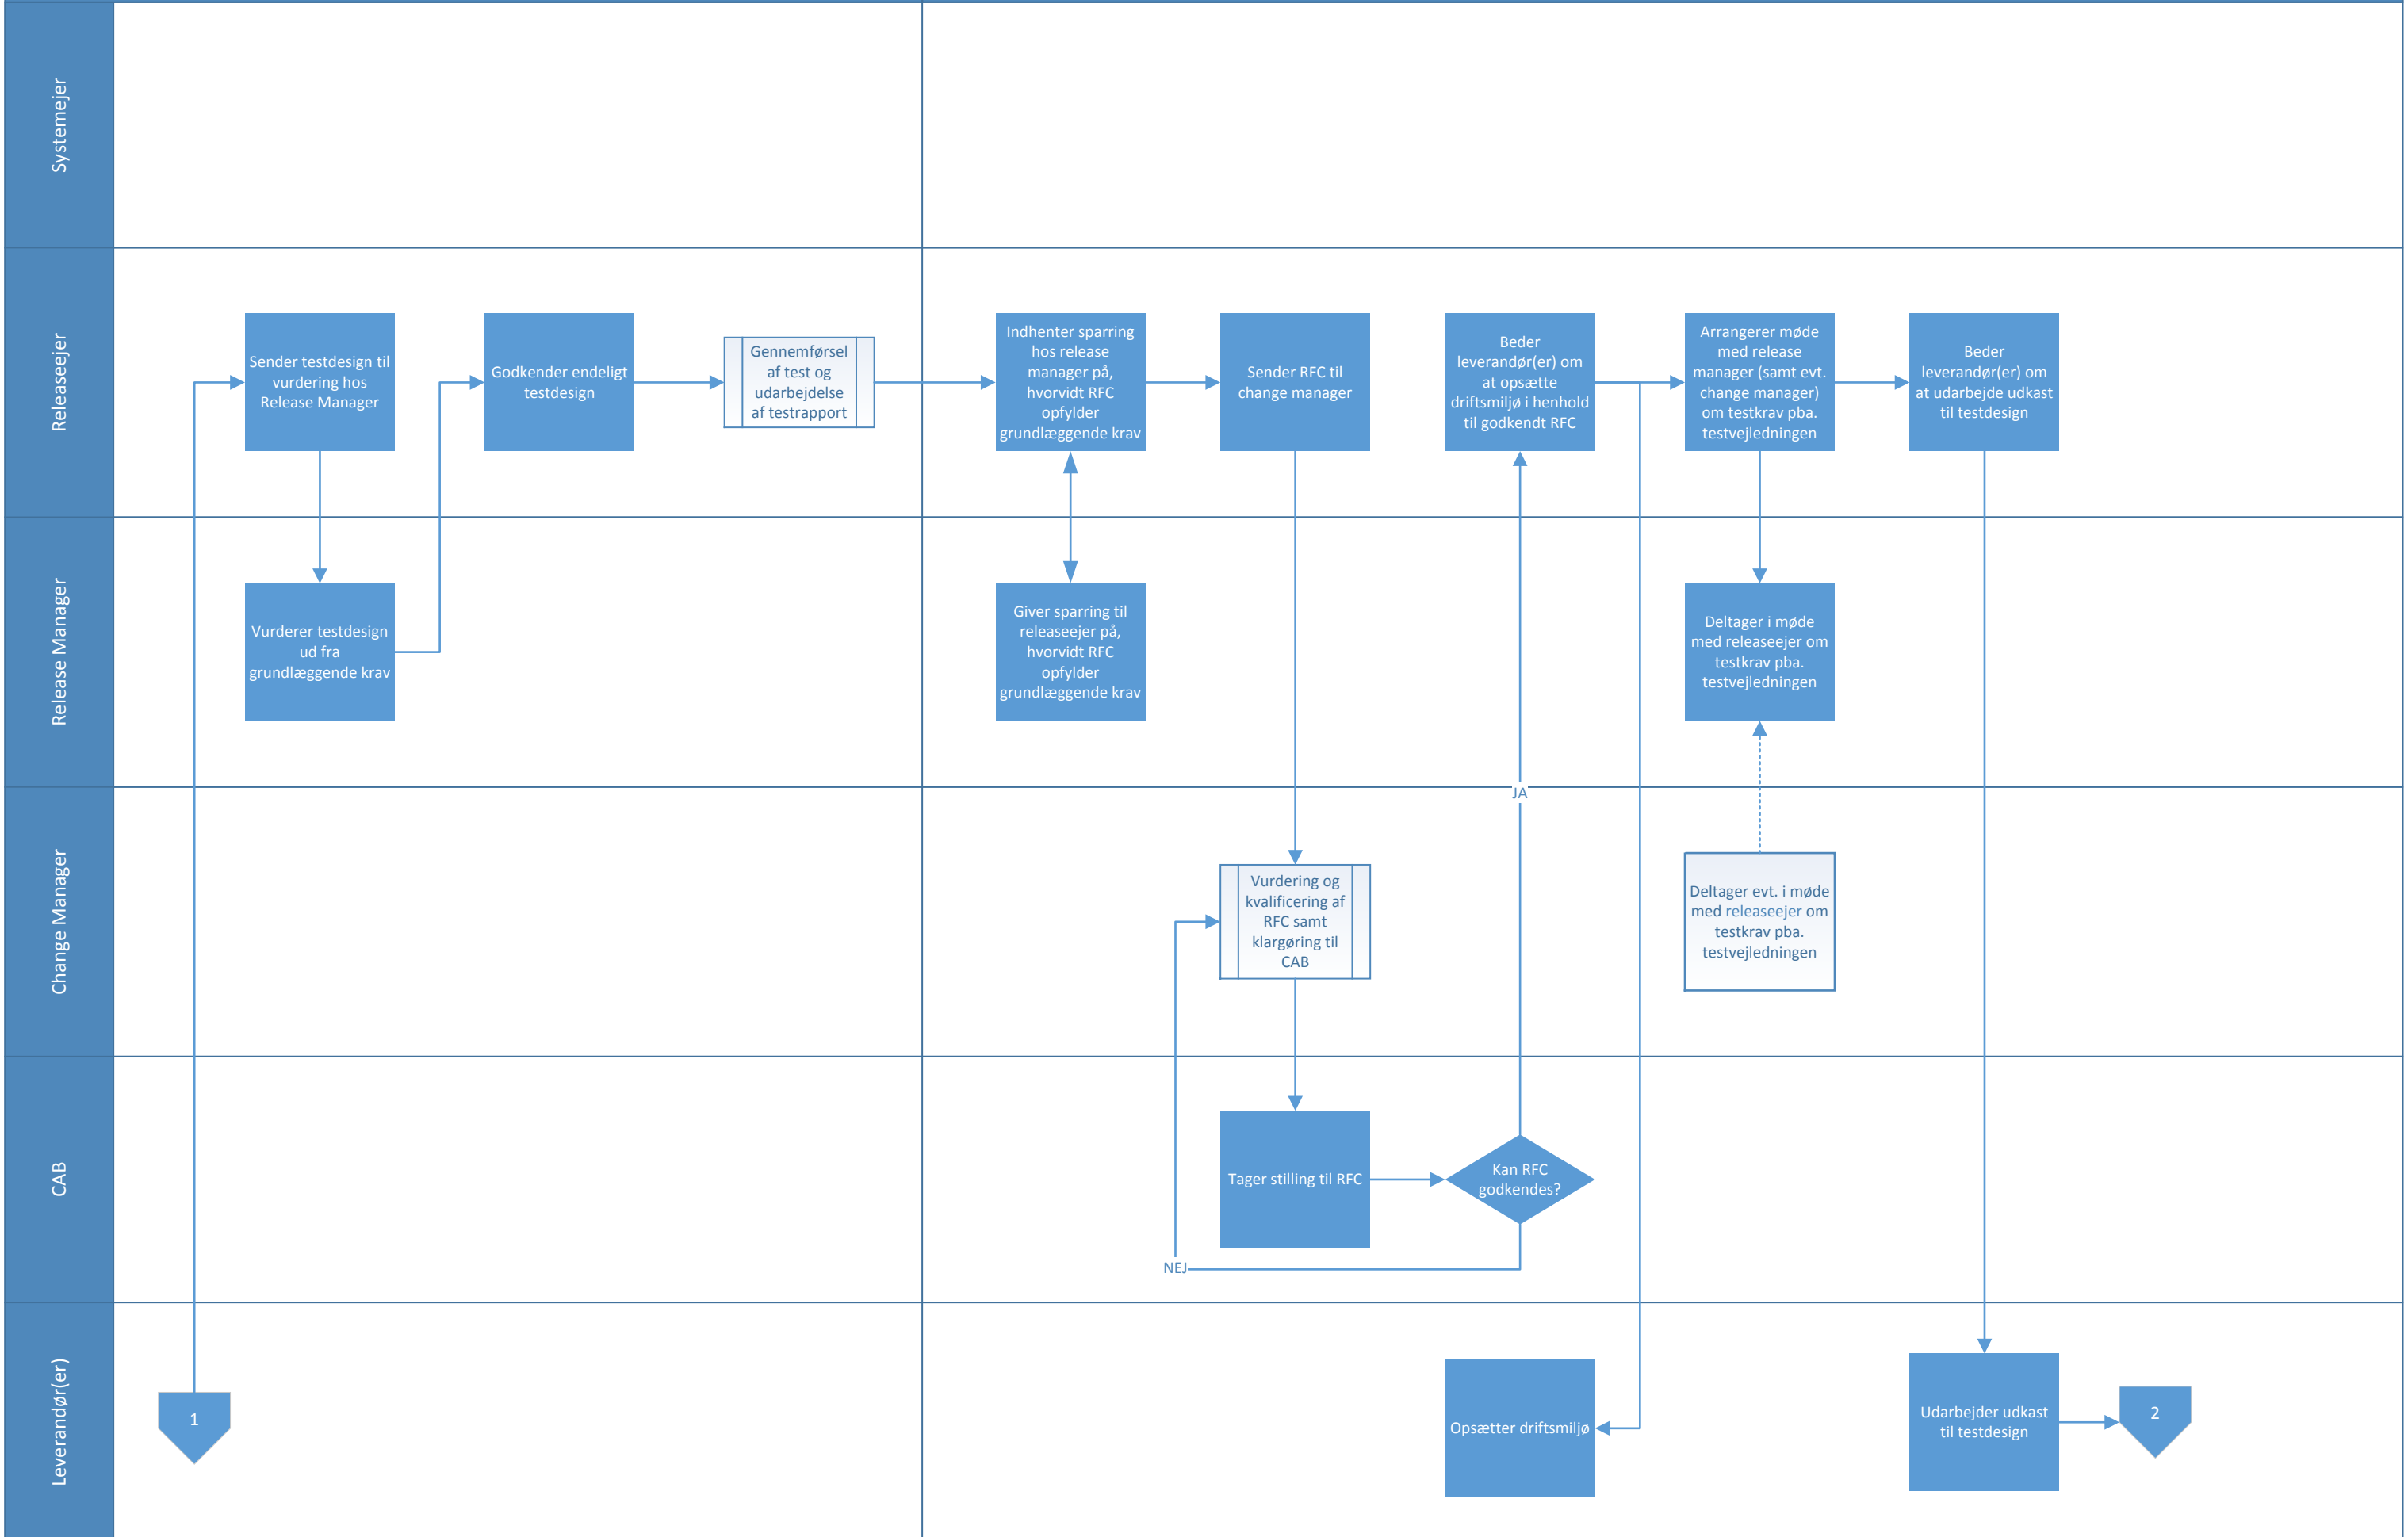 Systemejer
Releaseejer
Sender testdesign til
vurdering hos
Release Manager
Godkender endeligt
testdesign
Gennemførsel
af test og
udarbejdelse
af testrapport
Indhenter sparring
hos release
manager på,
hvorvidt RFC
opfylder
grundlæggende krav
Sender RFC til
change manager
Beder
leverandør(er) om
at opsætte
driftsmiljø i henhold
til godkendt RFC
Arrangerer møde
med release
manager (samt evt.
change manager)
om testkrav pba.
testvejledningen
Beder
leverandør(er) om
at udarbejde udkast
til testdesign
Release Manager
Vurderer testdesign
ud fra
grundlæggende krav
Giver sparring til
releaseejer på,
hvorvidt RFC
opfylder
grundlæggende krav
Deltager i møde
med releaseejer om
testkrav pba.
testvejledningen
JA
Change Manager
Vurdering og
kvalificering af
RFC samt
klargøring til
CAB
Deltager evt. i møde
med releaseejer om
testkrav pba.
testvejledningen
CAB
Tager stilling til RFC
Kan RFC
godkendes?
NEJ
Leverandør(er)
1
Opsætter driftsmiljø
Udarbejder udkast
til testdesign
2